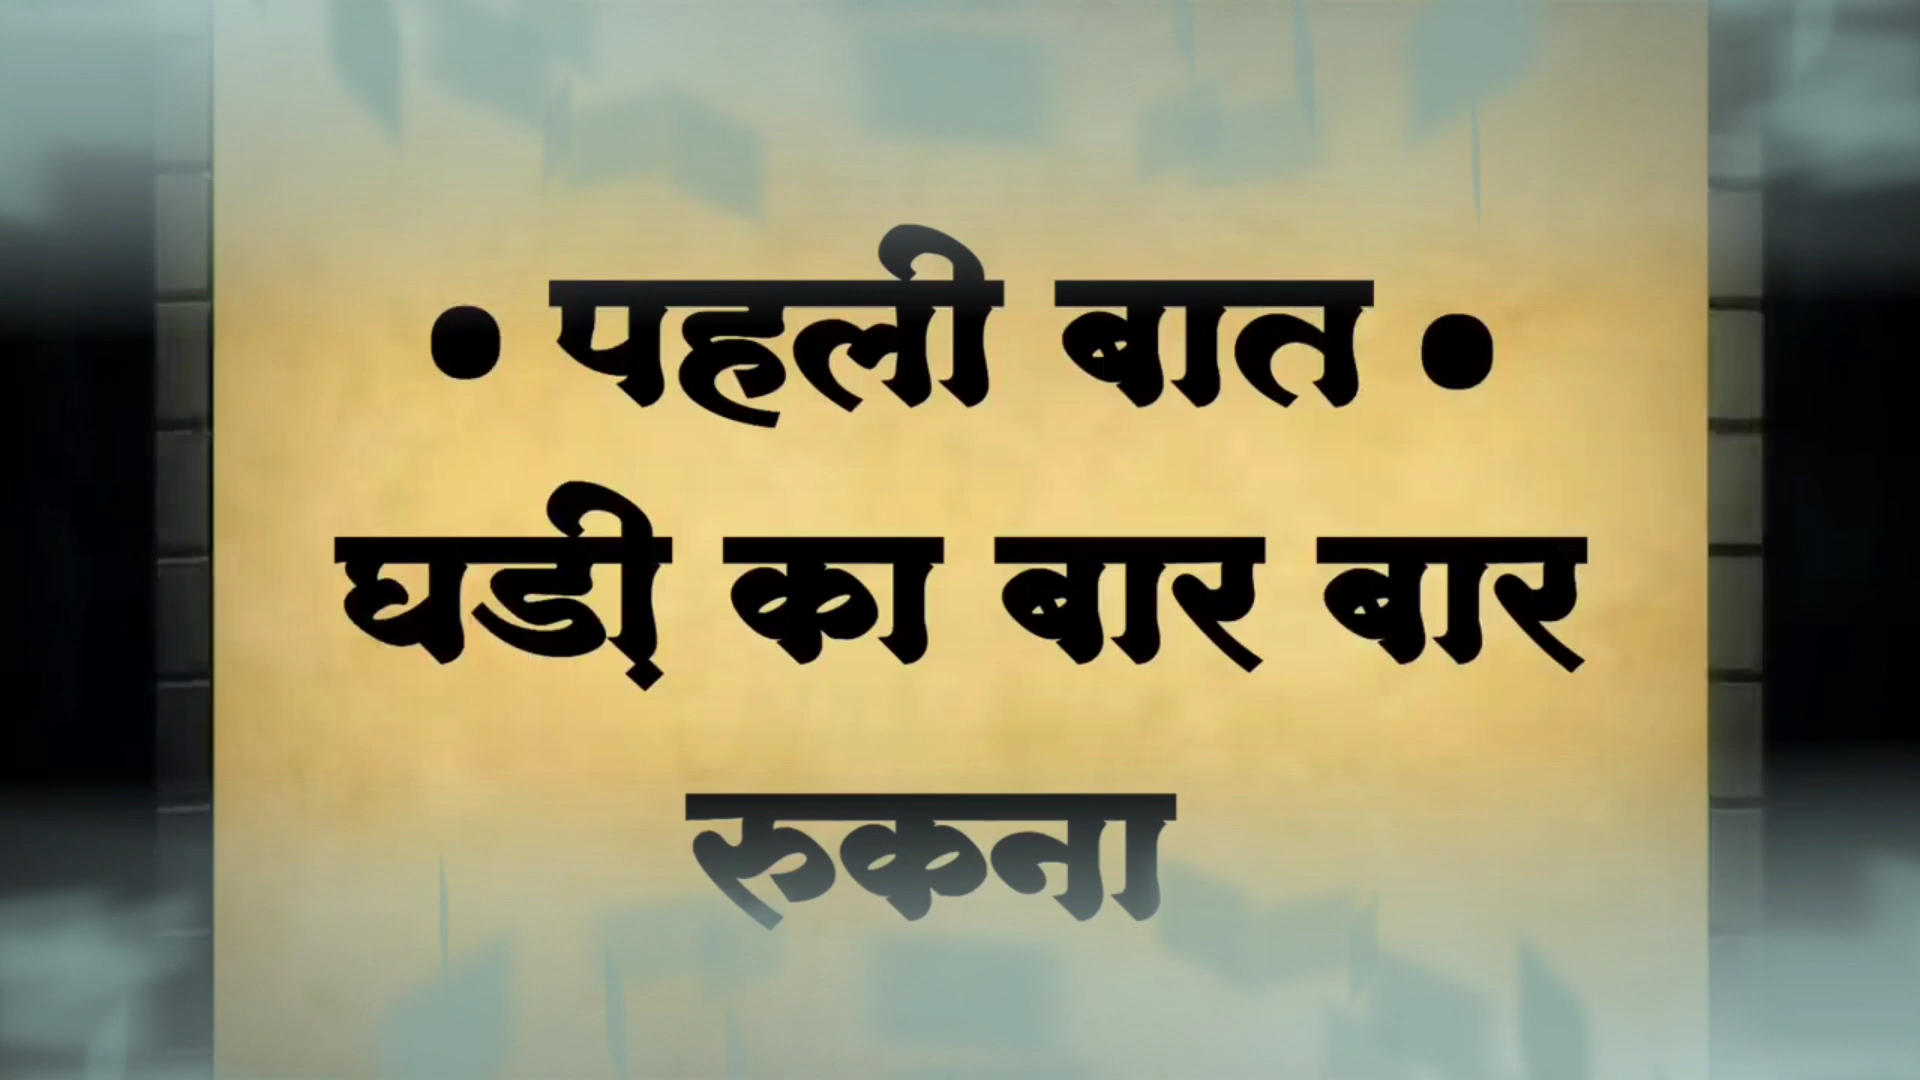 • पहली बात •
घडी़ का बार बार
रुकना